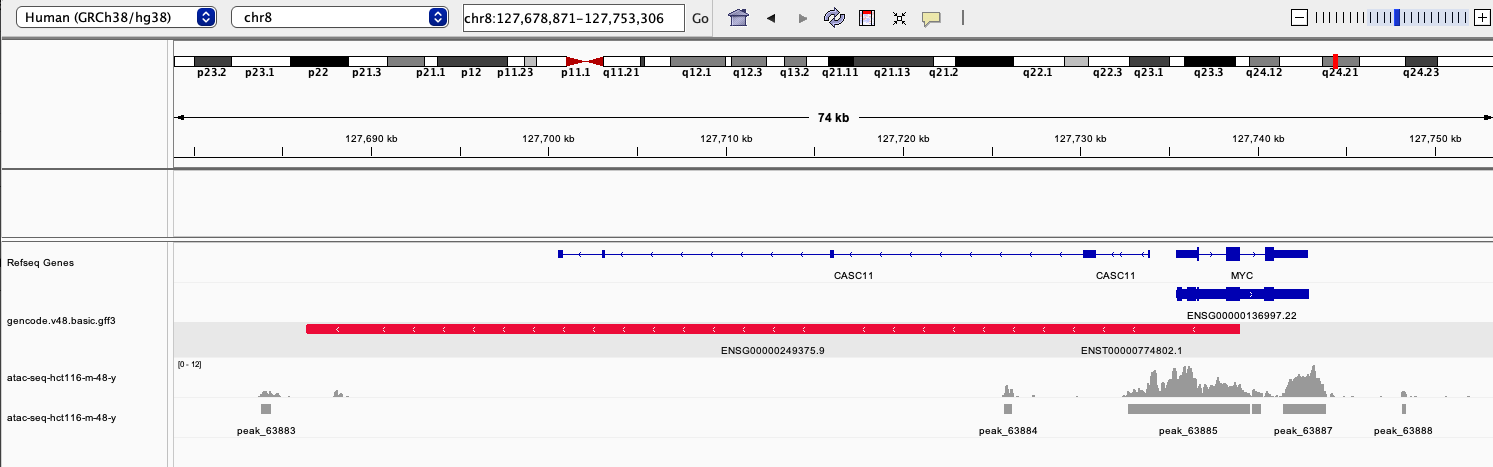 Human (GRCh38/hg38) chr8 chr8:127,678,871-127,753,306 Go
p23.2 p23.1 p22 p21.3 p21.1 p12 p11.23 p11.1 q11.21 q12.1 q12.3 q13.2 q21.11 q21.13 q21.2 q22.1 q22.3 q23.1 q23.3 q24.12 q24.21 q24.23
74 kb
127,690 kb 127,700 kb 127,710 kb 127,720 kb 127,730 kb 127,740 kb 127,750 kb
Refseq Genes
CASC11 CASC11 MYC
gencode.v48.basic.gff3
ENSG00000136997.22
ENSG00000249375.9 ENST00000774802.1
[0 - 12]
atac-seq-hct116-m-48-y
atac-seq-hct116-m-48-y
peak_63883 peak_63884 peak_63885 peak_63887 peak_63888